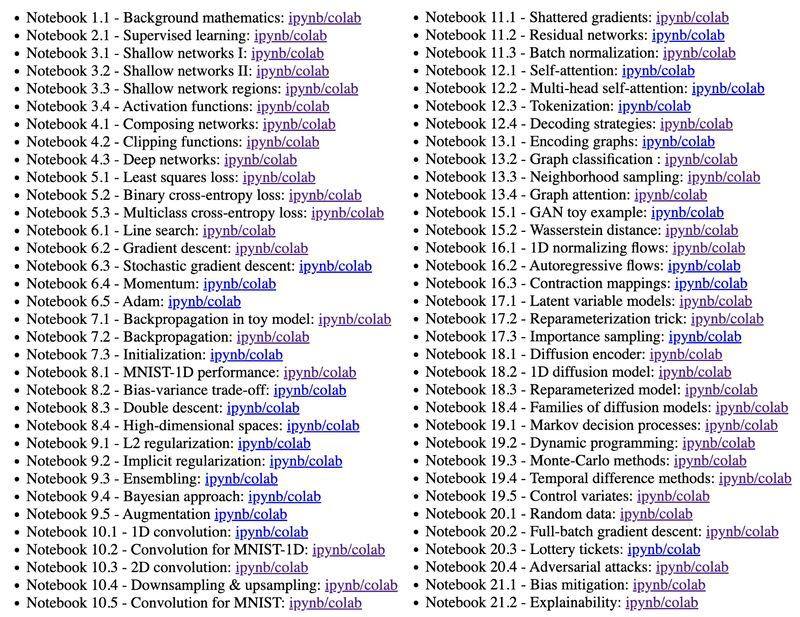 • Notebook 1.1 - Background mathematics: ipynb/colab
• Notebook 2.1 - Supervised learning: ipynb/colab
• Notebook 3.1 - Shallow networks I: ipynb/colab
• Notebook 3.2 - Shallow networks II: ipynb/colab
• Notebook 3.3 - Shallow network regions: ipynb/colab
• Notebook 3.4 - Activation functions: ipynb/colab
• Notebook 4.1 - Composing networks: ipynb/colab
• Notebook 4.2 - Clipping functions: ipynb/colab
• Notebook 4.3 - Deep networks: ipynb/colab
• Notebook 5.1 - Least squares loss: ipynb/colab
• Notebook 5.2 - Binary cross-entropy loss: ipynb/colab
• Notebook 5.3 - Multiclass cross-entropy loss: ipynb/colab
• Notebook 6.1 - Line search: ipynb/colab
• Notebook 6.2 - Gradient descent: ipynb/colab
• Notebook 6.3 - Stochastic gradient descent: ipynb/colab
• Notebook 6.4 - Momentum: ipynb/colab
• Notebook 6.5 - Adam: ipynb/colab
• Notebook 7.1 - Backpropagation in toy model: ipynb/colab
• Notebook 7.2 - Backpropagation: ipynb/colab
• Notebook 7.3 - Initialization: ipynb/colab
• Notebook 8.1 - MNIST-1D performance: ipynb/colab
• Notebook 8.2 - Bias-variance trade-off: ipynb/colab
• Notebook 8.3 - Double descent: ipynb/colab
• Notebook 8.4 - High-dimensional spaces: ipynb/colab
• Notebook 9.1 - L2 regularization: ipynb/colab
• Notebook 9.2 - Implicit regularization: ipynb/colab
• Notebook 9.3 - Ensembling: ipynb/colab
• Notebook 9.4 - Bayesian approach: ipynb/colab
• Notebook 9.5 - Augmentation ipynb/colab
• Notebook 10.1 - 1D convolution: ipynb/colab
• Notebook 10.2 - Convolution for MNIST-1D: ipynb/colab
• Notebook 10.3 - 2D convolution: ipynb/colab
• Notebook 10.4 - Downsampling & upsampling: ipynb/colab
• Notebook 10.5 - Convolution for MNIST: ipynb/colab
• Notebook 11.1 - Shattered gradients: ipynb/colab
• Notebook 11.2 - Residual networks: ipynb/colab
• Notebook 11.3 - Batch normalization: ipynb/colab
• Notebook 12.1 - Self-attention: ipynb/colab
• Notebook 12.2 - Multi-head self-attention: ipynb/colab
• Notebook 12.3 - Tokenization: ipynb/colab
• Notebook 12.4 - Decoding strategies: ipynb/colab
• Notebook 13.1 - Encoding graphs: ipynb/colab
• Notebook 13.2 - Graph classification : ipynb/colab
• Notebook 13.3 - Neighborhood sampling: ipynb/colab
• Notebook 13.4 - Graph attention: ipynb/colab
• Notebook 15.1 - GAN toy example: ipynb/colab
• Notebook 15.2 - Wasserstein distance: ipynb/colab
• Notebook 16.1 - 1D normalizing flows: ipynb/colab
• Notebook 16.2 - Autoregressive flows: ipynb/colab
• Notebook 16.3 - Contraction mappings: ipynb/colab
• Notebook 17.1 - Latent variable models: ipynb/colab
• Notebook 17.2 - Reparameterization trick: ipynb/colab
• Notebook 17.3 - Importance sampling: ipynb/colab
• Notebook 18.1 - Diffusion encoder: ipynb/colab
• Notebook 18.2 - 1D diffusion model: ipynb/colab
• Notebook 18.3 - Reparameterized model: ipynb/colab
• Notebook 18.4 - Families of diffusion models: ipynb/colab
• Notebook 19.1 - Markov decision processes: ipynb/colab
• Notebook 19.2 - Dynamic programming: ipynb/colab
• Notebook 19.3 - Monte-Carlo methods: ipynb/colab
• Notebook 19.4 - Temporal difference methods: ipynb/colab
• Notebook 19.5 - Control variates: ipynb/colab
• Notebook 20.1 - Random data: ipynb/colab
• Notebook 20.2 - Full-batch gradient descent: ipynb/colab
• Notebook 20.3 - Lottery tickets: ipynb/colab
• Notebook 20.4 - Adversarial attacks: ipynb/colab
• Notebook 21.1 - Bias mitigation: ipynb/colab
• Notebook 21.2 - Explainability: ipynb/colab